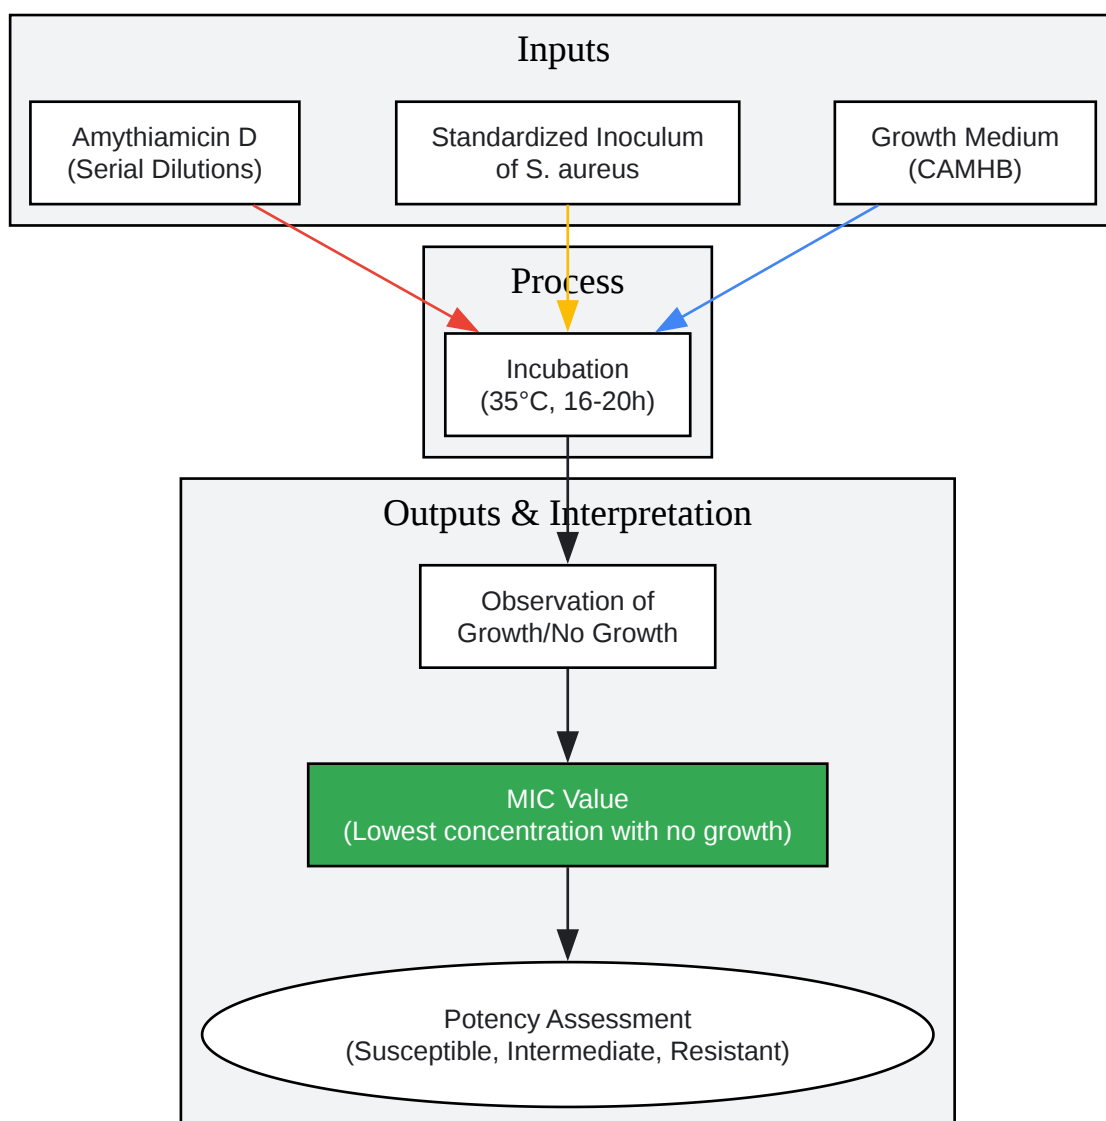 Inputs
Amythiamicin D
(Serial Dilutions)
Standardized Inoculum
of S. aureus
Growth Medium
(CAMHB)
Process
Incubation
(35°C, 16-20h)
Outputs & Interpretation
Observation of
Growth/No Growth
MIC Value
(Lowest concentration with no growth)
Potency Assessment
(Susceptible, Intermediate, Resistant)